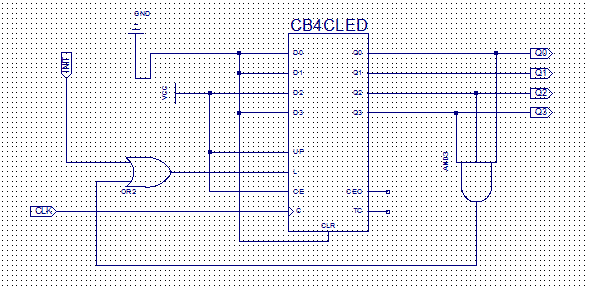 GND
CB4CLED
INIT
VCC
D0 Q0 Q0
D1 Q1 Q1
D2 Q2 Q2
D3 Q3 Q3
UP
AND3
L
OR2
CE CEO
CLK C TC
CLR